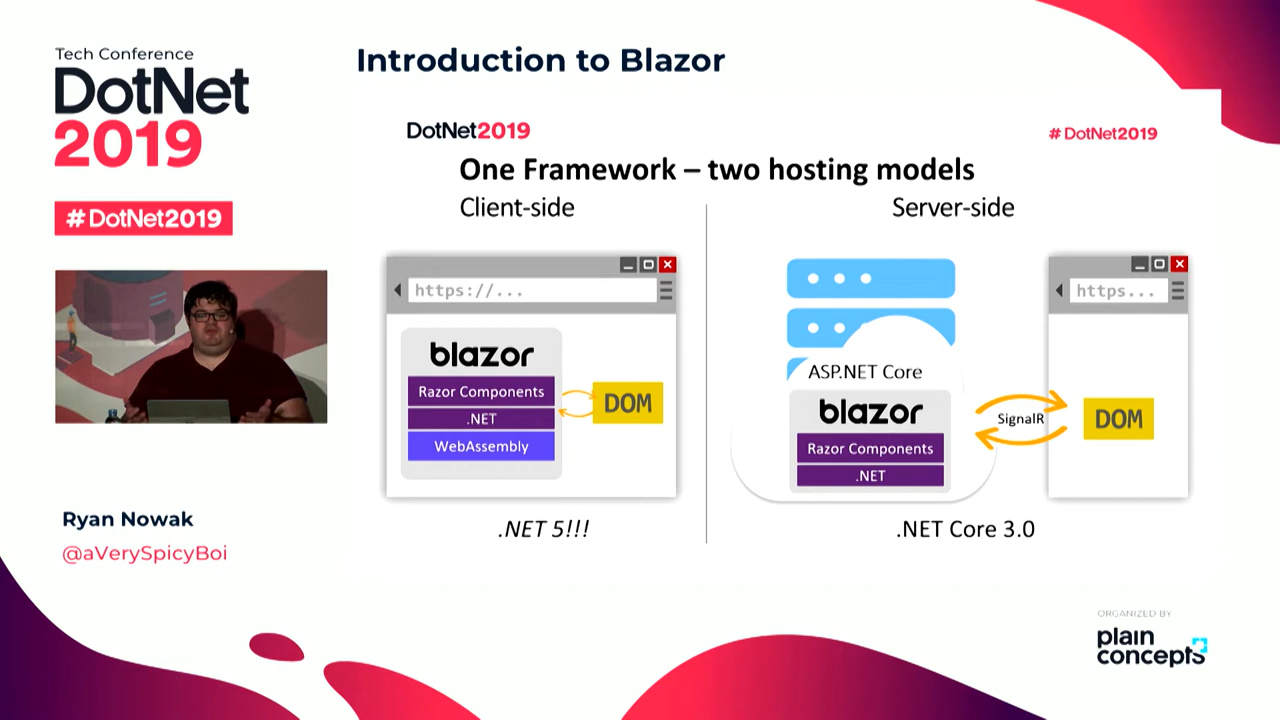 Tech Conference
DotNet
2019
#DotNet2019
Ryan Nowak
@aVerySpicyBoi
Introduction to Blazor
DotNet2019
#DotNet2019
One Framework – two hosting models
Client-side
https://...
blazor
Razor Components
.NET
WebAssembly
DOM
.NET 5!!!
Server-side
ASP.NET Core
blazor
Razor Components
.NET
SignalR
https...
DOM
.NET Core 3.0
ORGANIZED BY
plain
concepts